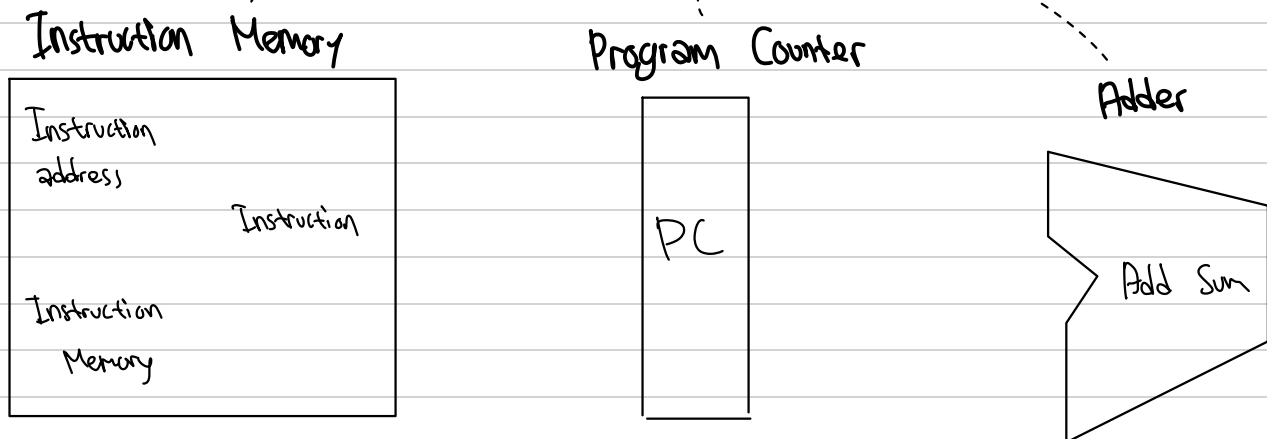 Instruction Memory
Program Counter
Adder
Instruction
address
Instruction
Instruction
Memory
PC
Add Sum